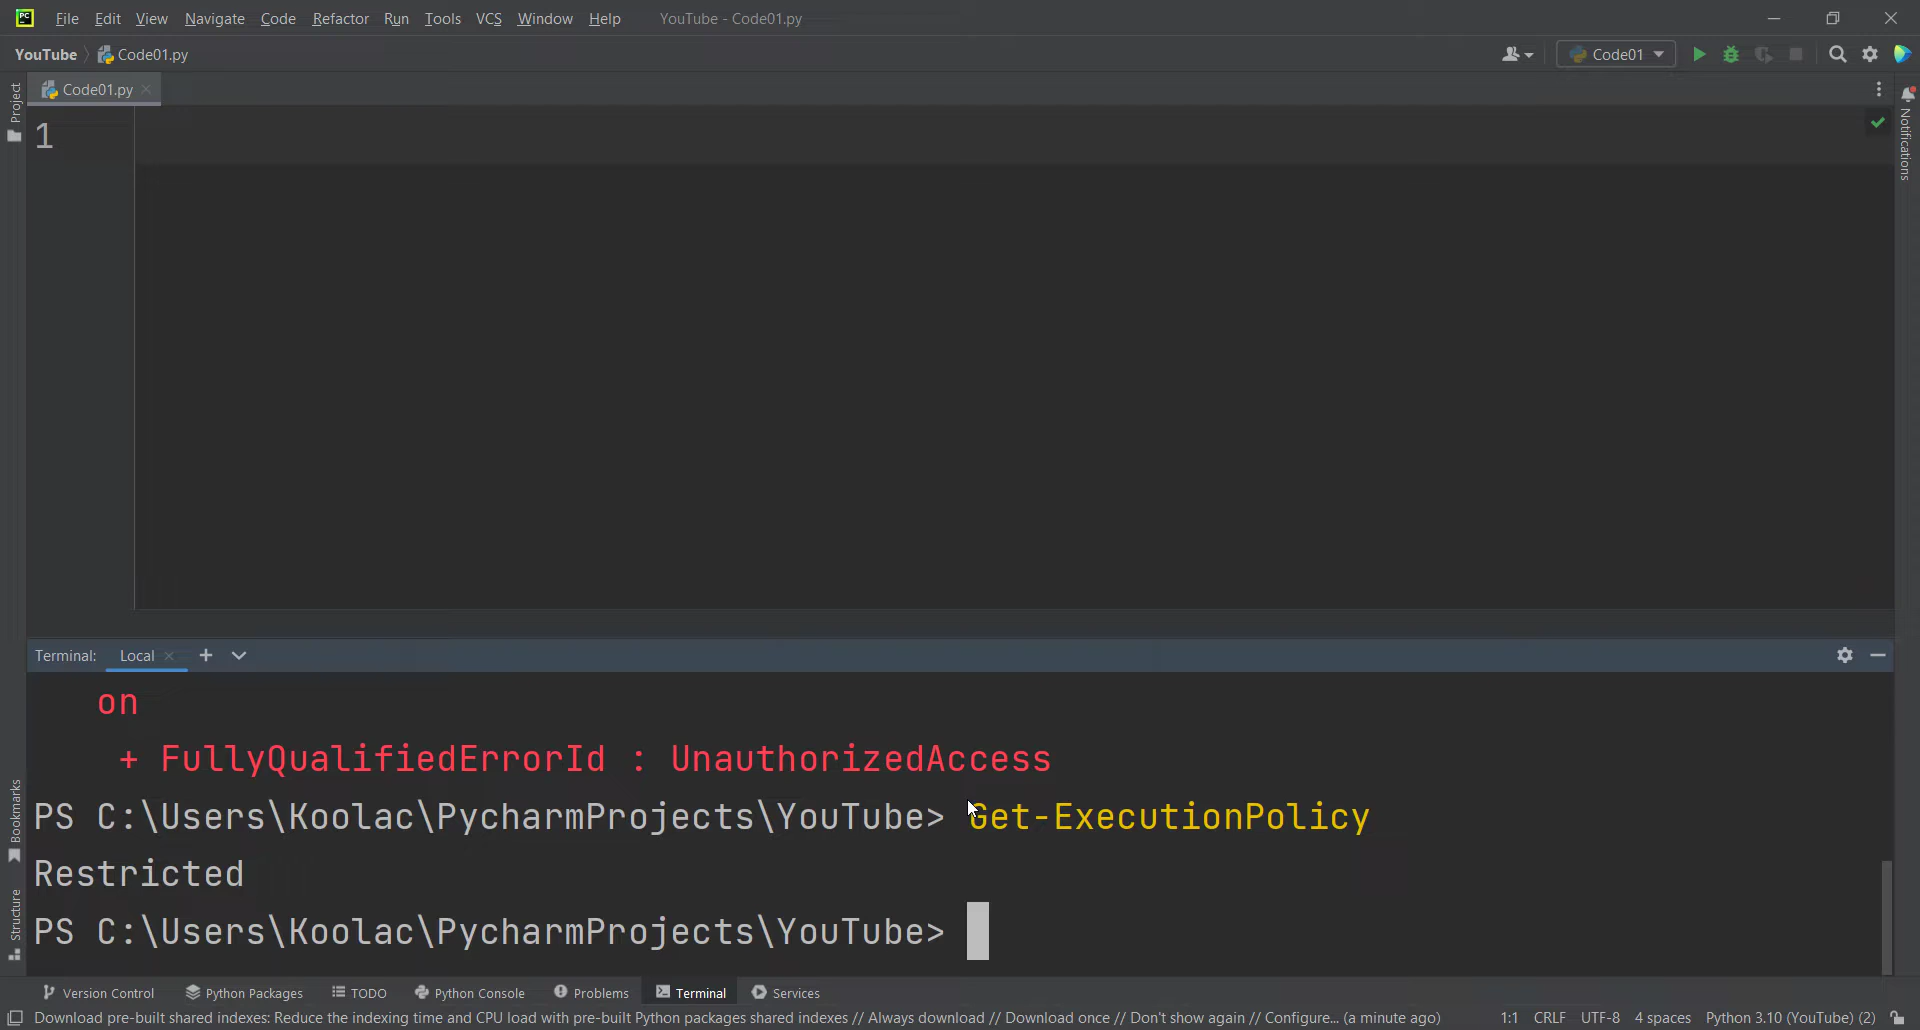 PC File Edit View Navigate Code Refactor Run Tools VCS Window Help YouTube - Code01.py
YouTube Code01.py Code01
Project Code01.py
1
Notifications
Terminal: Local
on
+ FullyQualifiedErrorId : UnauthorizedAccess
PS C:\Users\Koolac\PycharmProjects\YouTube> Get-ExecutionPolicy
Restricted
PS C:\Users\Koolac\PycharmProjects\YouTube>
Bookmarks
Structure
Version Control Python Packages TODO Python Console Problems Terminal Services
Download pre-built shared indexes: Reduce the indexing time and CPU load with pre-built Python packages shared indexes // Always download // Download once // Don't show again // Configure... (a minute ago) 1:1 CRLF UTF-8 4 spaces Python 3.10 (YouTube) (2)